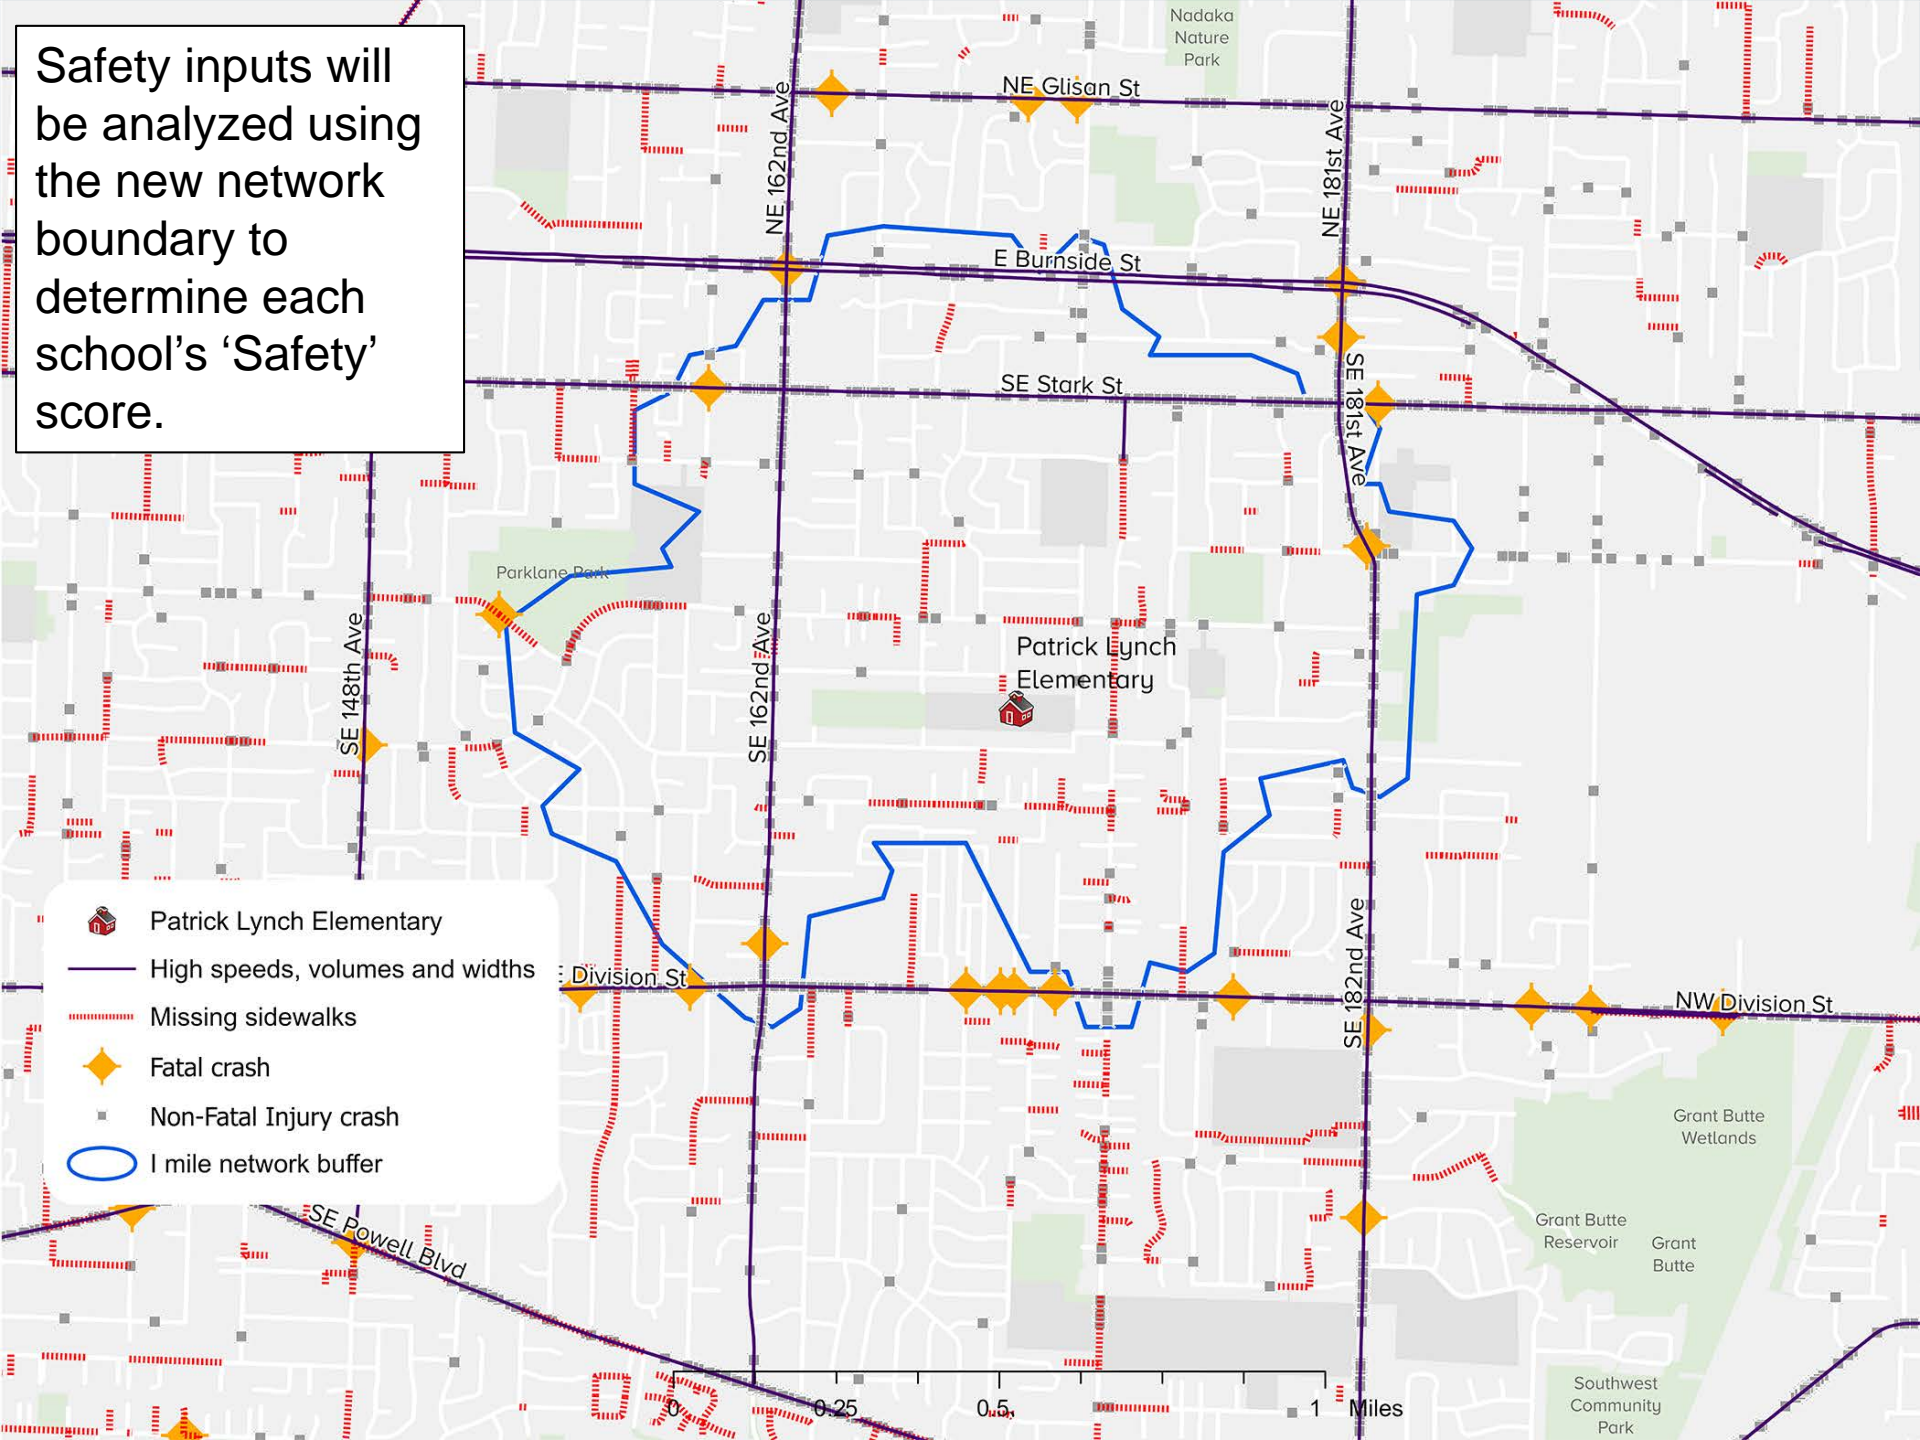 Safety inputs will
be analyzed using
the new network
boundary to
determine each
school's 'Safety'
score.
Nadaka
Nature
Park
NE Glisan St
NE 162nd Ave
NE 181st Ave
E Burnside St
SE Stark St
SE 181st Ave
Parklane Park
SE 148th Ave
SE 162nd Ave
Patrick Lynch
Elementary
Patrick Lynch Elementary
High speeds, volumes and widths
Missing sidewalks
Fatal crash
Non-Fatal Injury crash
1 mile network buffer
E Division St
SE 182nd Ave
NW Division St
Grant Butte
Wetlands
Grant Butte
Reservoir
Grant
Butte
SE Powell Blvd
Southwest
Community
Park
0 0.25 0.5 1 Miles